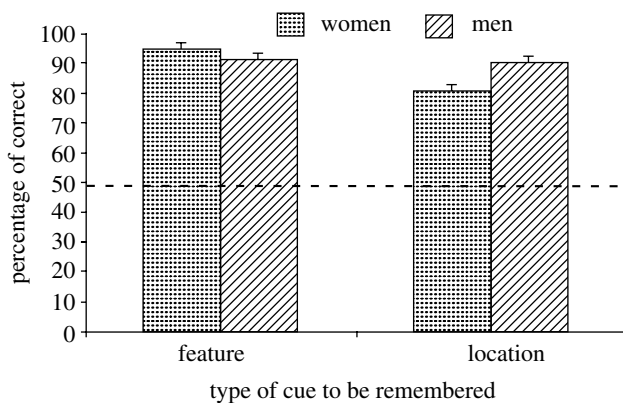 women men
percentage of correct
100
90
80
70
60
50
40
30
20
10
0
feature location
type of cue to be remembered